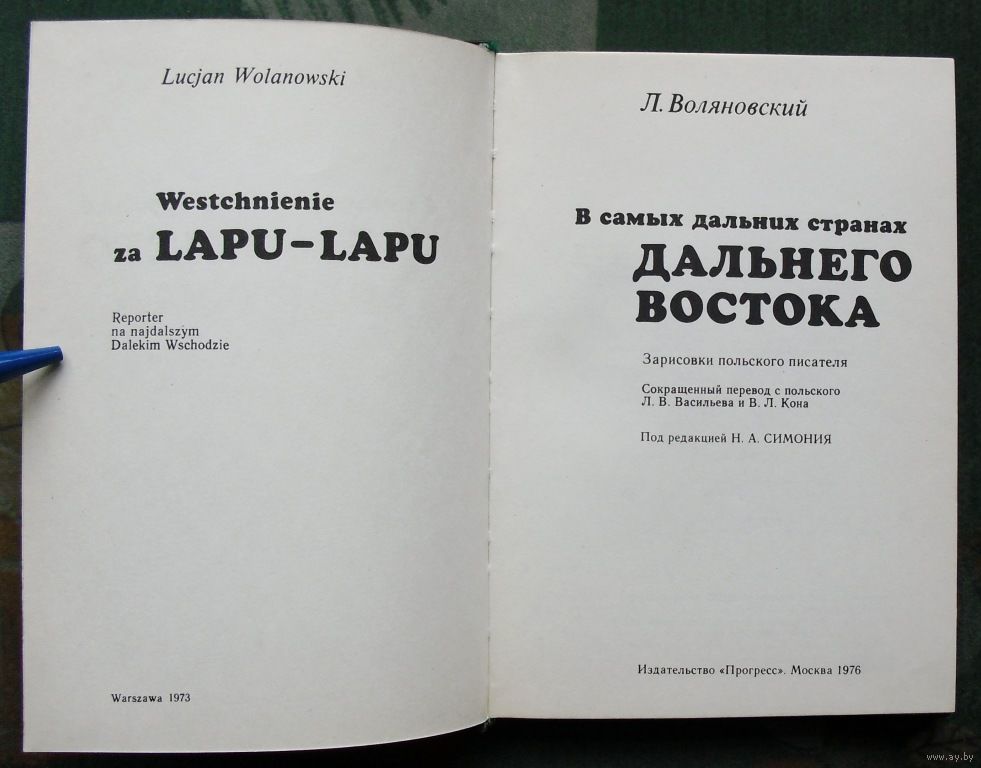 Lucjan Wolanowski
Westchnienie
za LAPU-LAPU
Reporter
na najdalszym
Dalekim Wschodzie
Warszawa 1973
Л. Воляновский
В самых дальних странах
ДАЛЬНЕГО
ВОСТОКА
Зарисовки польского писателя
Сокращенный перевод с польского
Л. В. Васильева и В. Л. Кона
Под редакцией Н. А. СИМОНИЯ
Издательство «Прогресс». Москва 1976
www.ay.by